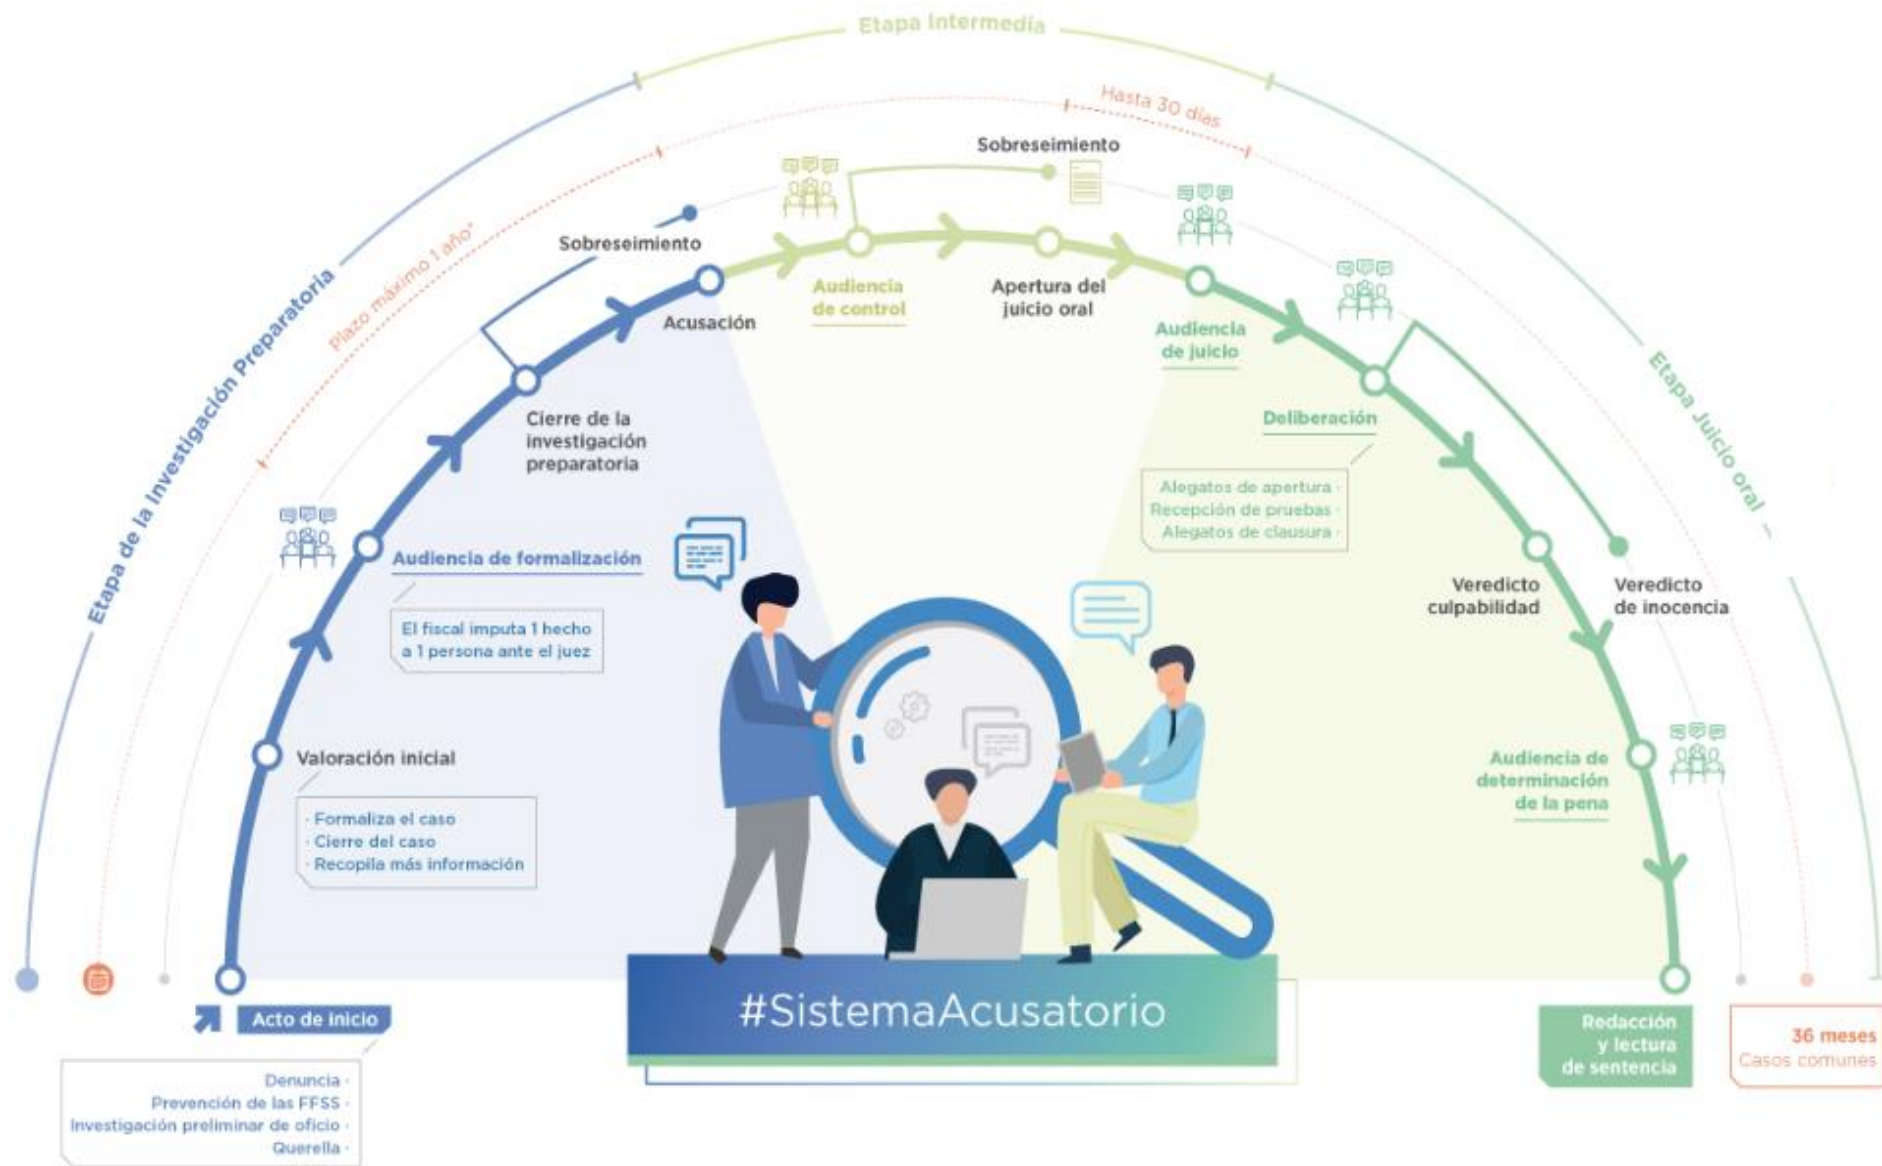 Etapa Intermedia
Hasta 30 días
Sobreseimiento
Plazo máximo 1 año*
Etapa de la Investigación Preparatoria
Etapa Juicio oral
Sobreseimiento
Acusación
Audiencia
de control
Apertura del
juicio oral
Audiencia
de juicio
Cierre de la
investigación
preparatoria
Deliberación
Alegatos de apertura ·
Recepción de pruebas ·
Alegatos de clausura ·
Audiencia de formalización
El fiscal imputa 1 hecho
a 1 persona ante el juez
Veredicto
culpabilidad
Veredicto
de inocencia
Valoración inicial
· Formaliza el caso
· Cierre del caso
· Recopila más información
Audiencia de
determinación
de la pena
#SistemaAcusatorio
Acto de inicio
Denuncia ·
Prevención de las FFSS ·
Investigación preliminar de oficio ·
Querella ·
Redacción
y lectura
de sentencia
36 meses
Casos comunes